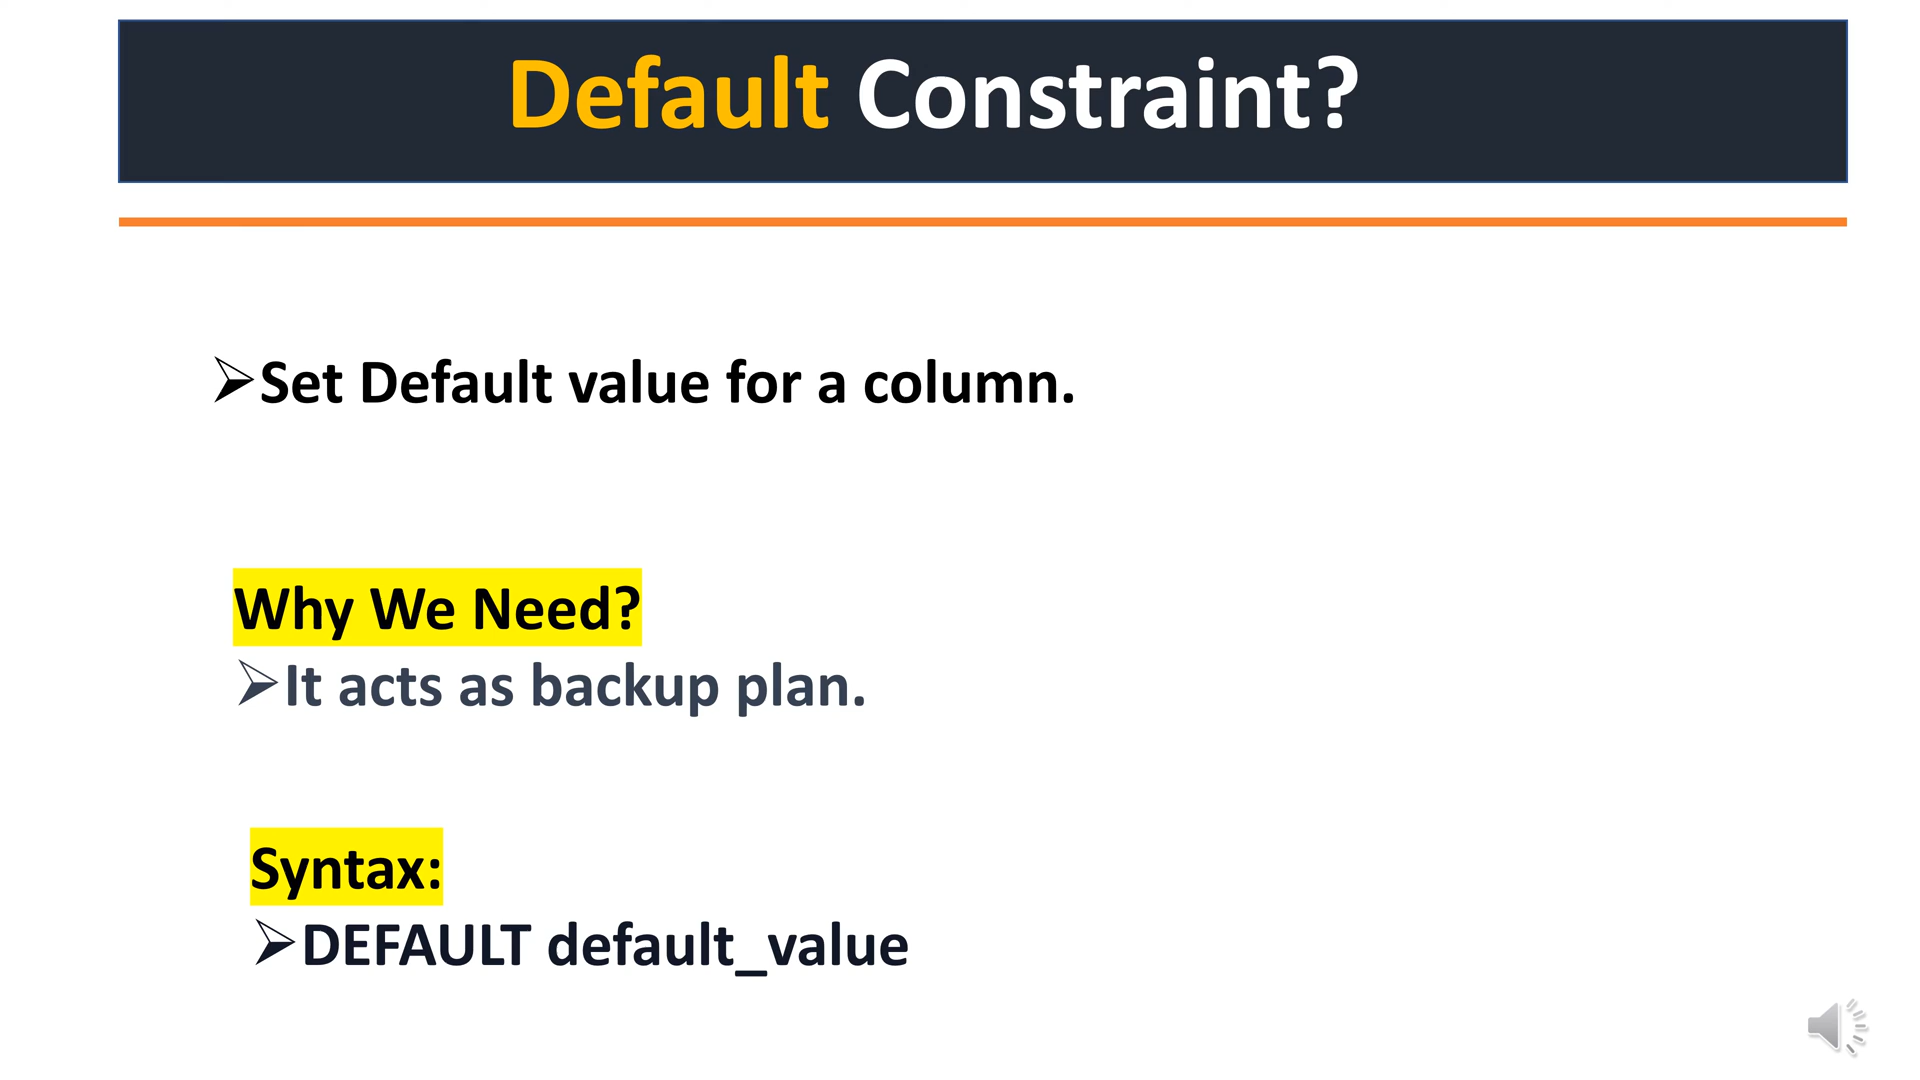 Default Constraint?
➢Set Default value for a column.
Why We Need?
➢It acts as backup plan.
Syntax:
➢DEFAULT default_value